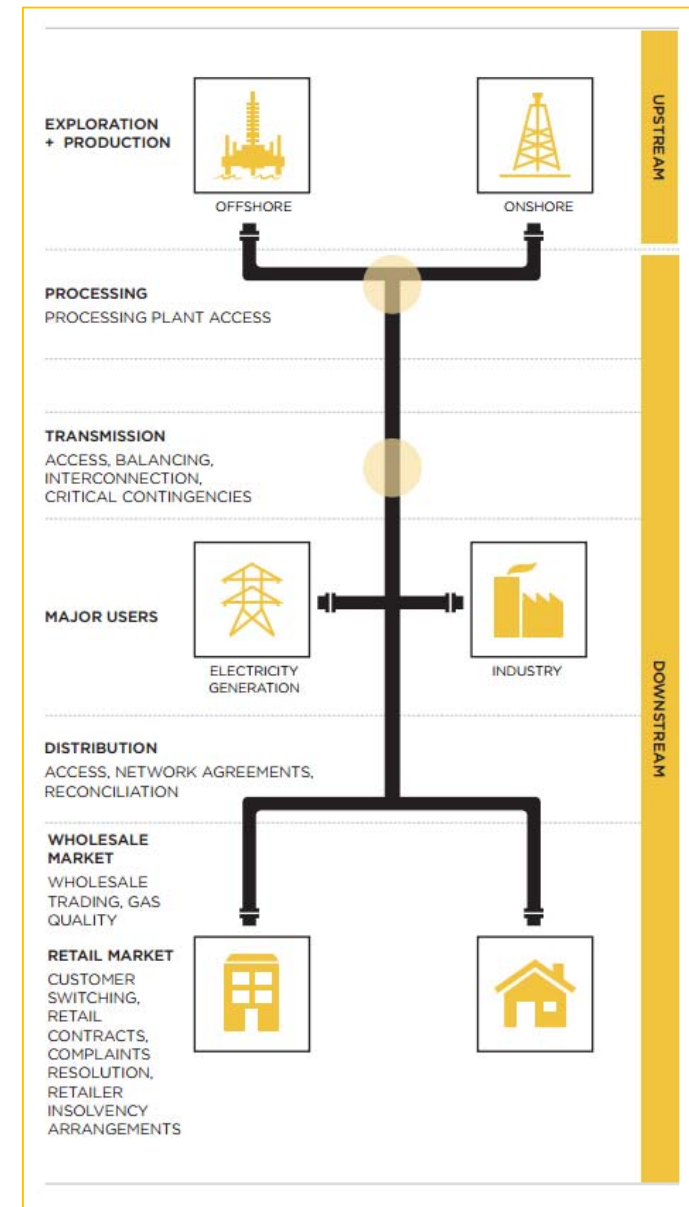 EXPLORATION
+ PRODUCTION
OFFSHORE
ONSHORE
UPSTREAM
PROCESSING
PROCESSING PLANT ACCESS
TRANSMISSION
ACCESS, BALANCING,
INTERCONNECTION,
CRITICAL CONTINGENCIES
MAJOR USERS
ELECTRICITY
GENERATION
INDUSTRY
DOWNSTREAM
DISTRIBUTION
ACCESS, NETWORK AGREEMENTS,
RECONCILIATION
WHOLESALE
MARKET
WHOLESALE
TRADING, GAS
QUALITY
RETAIL MARKET
CUSTOMER
SWITCHING,
RETAIL
CONTRACTS,
COMPLAINTS
RESOLUTION,
RETAILER
INSOLVENCY
ARRANGEMENTS